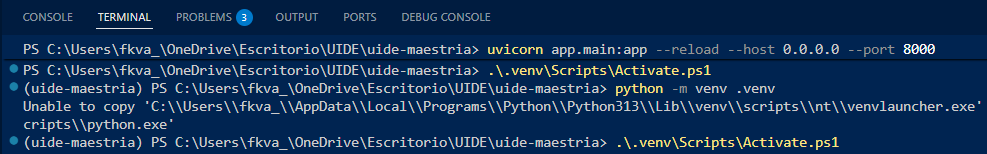 CONSOLE TERMINAL PROBLEMS 3 OUTPUT PORTS DEBUG CONSOLE
PS C:\Users\fkva_\OneDrive\Escritorio\UIDE\uide-maestria> uvicorn app.main:app --reload --host 0.0.0.0 --port 8000
PS C:\Users\fkva_\OneDrive\Escritorio\UIDE\uide-maestria> .\.venv\Scripts\Activate.ps1
(uide-maestria) PS C:\Users\fkva_\OneDrive\Escritorio\UIDE\uide-maestria> python -m venv .venv
Unable to copy 'C:\\Users\\fkva_\\AppData\\Local\\Programs\\Python\\Python313\\Lib\\venv\\scripts\\nt\\venvlauncher.exe'
cripts\\python.exe'
(uide-maestria) PS C:\Users\fkva_\OneDrive\Escritorio\UIDE\uide-maestria> .\.venv\Scripts\Activate.ps1